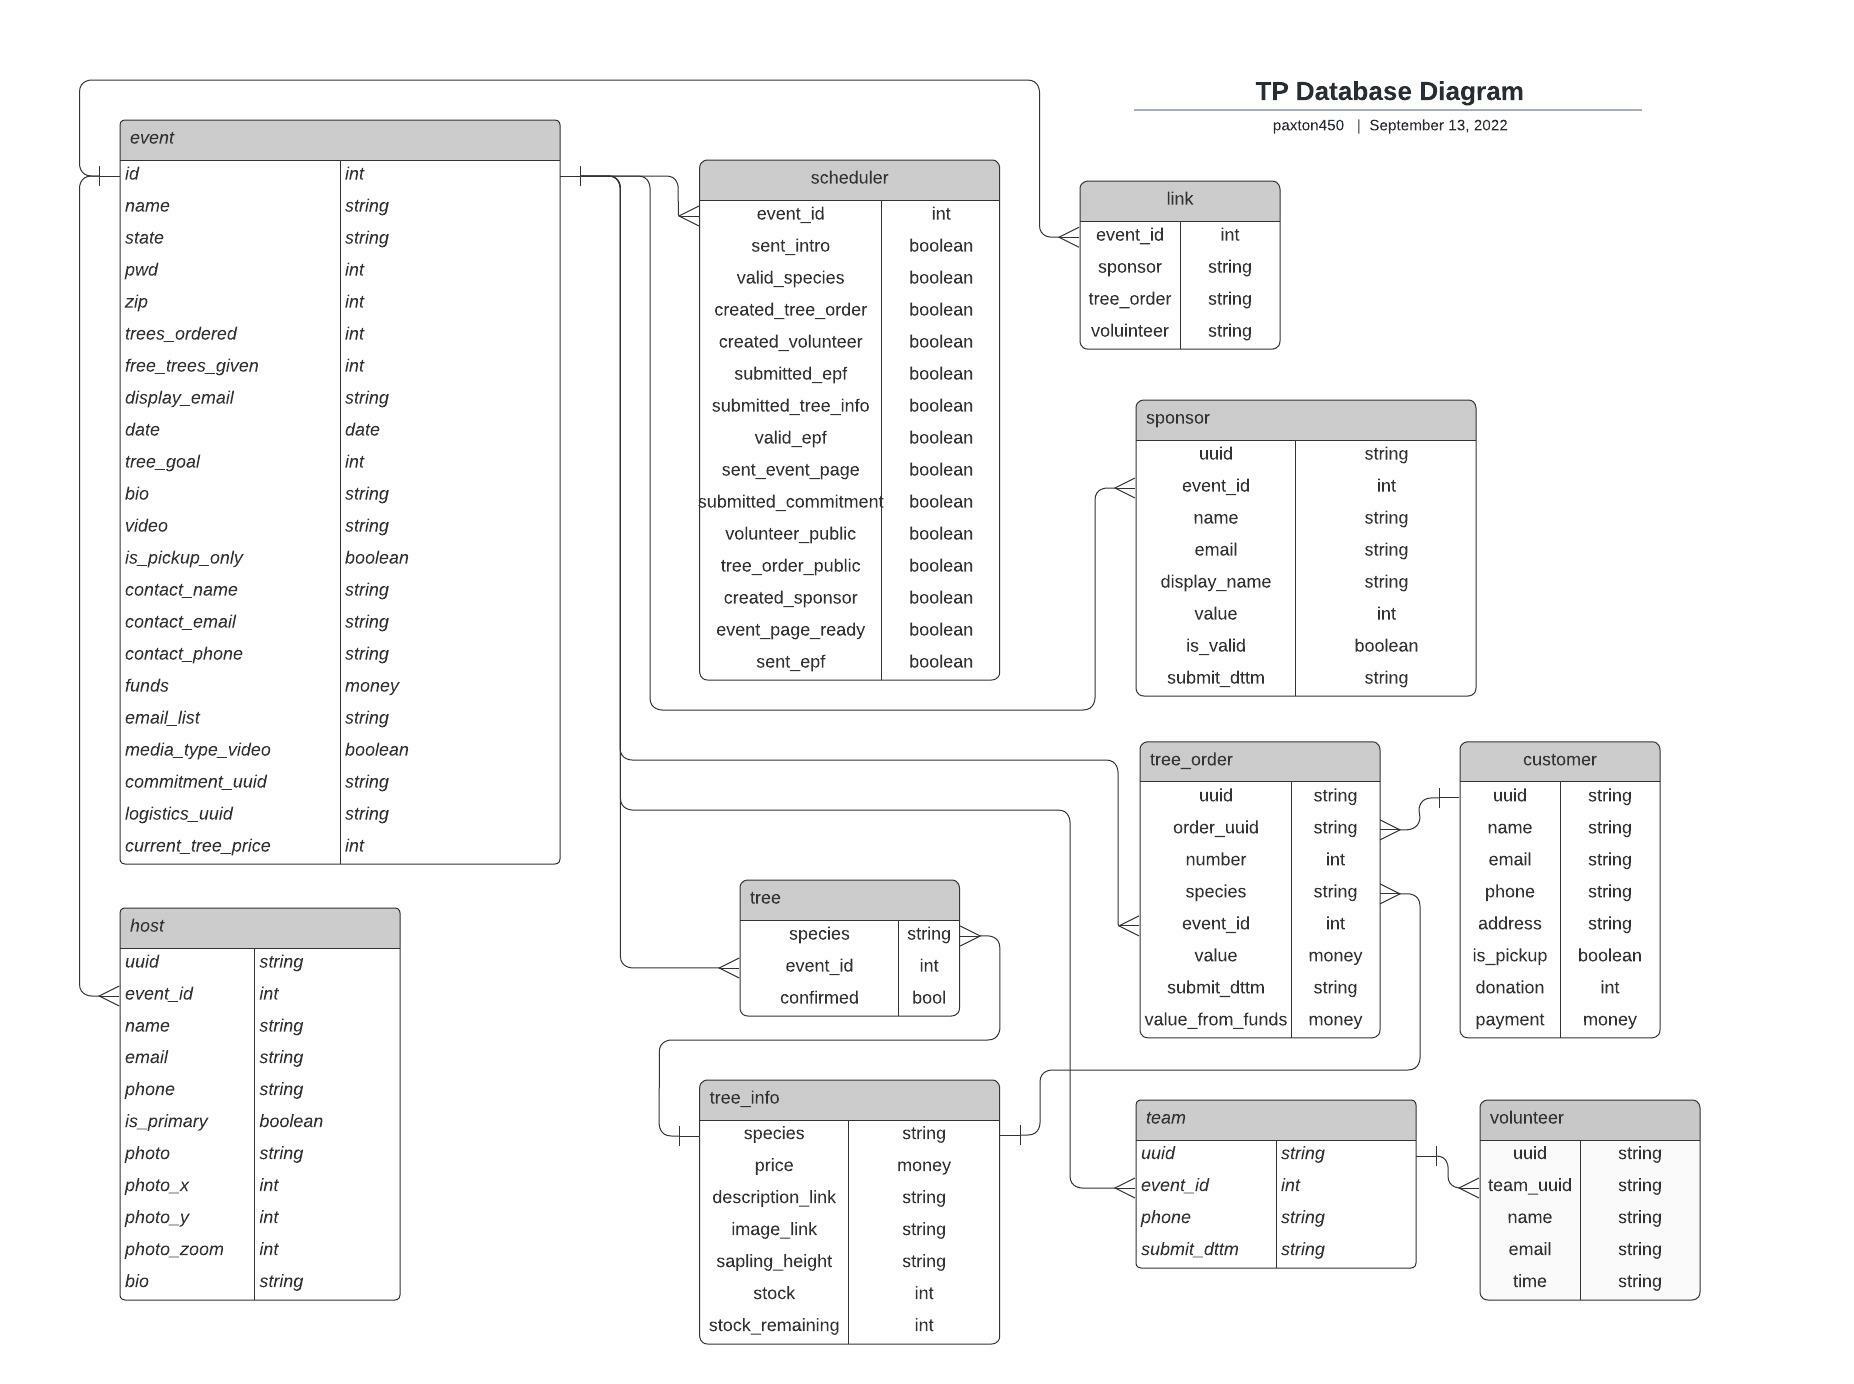 TP Database Diagram
paxton450 | September 13, 2022
event
id int
name string
state string
pwd int
zip int
trees_ordered int
free_trees_given int
display_email string
date date
tree_goal int
bio string
video string
is_pickup_only boolean
contact_name string
contact_email string
contact_phone string
funds money
email_list string
media_type_video boolean
commitment_uuid string
logistics_uuid string
current_tree_price int
scheduler
event_id int
sent_intro boolean
valid_species boolean
created_tree_order boolean
created_volunteer boolean
submitted_epf boolean
submitted_tree_info boolean
valid_epf boolean
sent_event_page boolean
submitted_commitment boolean
volunteer_public boolean
tree_order_public boolean
created_sponsor boolean
event_page_ready boolean
sent_epf boolean
link
event_id int
sponsor string
tree_order string
voluinteer string
sponsor
uuid string
event_id int
name string
email string
display_name string
value int
is_valid boolean
submit_dttm string
tree_order
uuid string
order_uuid string
number int
species string
event_id int
value money
submit_dttm string
value_from_funds money
customer
uuid string
name string
email string
phone string
address string
is_pickup boolean
donation int
payment money
host
uuid string
event_id int
name string
email string
phone string
is_primary boolean
photo string
photo_x int
photo_y int
photo_zoom int
bio string
tree
species string
event_id int
confirmed bool
tree_info
species string
price money
description_link string
image_link string
sapling_height string
stock int
stock_remaining int
team
uuid string
event_id int
phone string
submit_dttm string
volunteer
uuid string
team_uuid string
name string
email string
time string